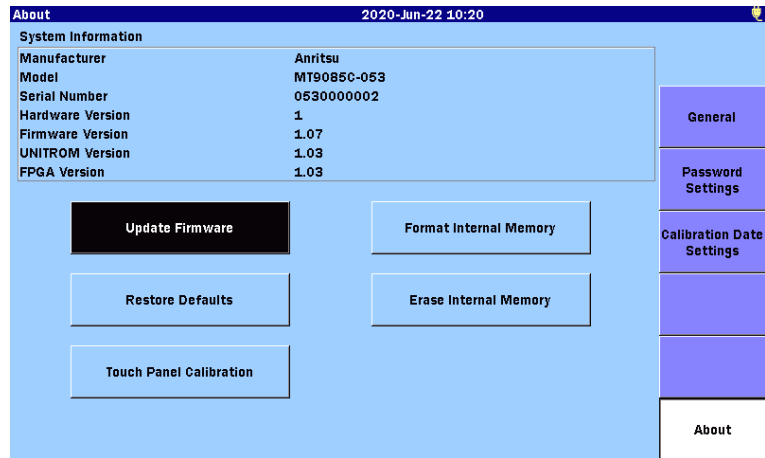 About 2020-Jun-22 10:20
System Information
Manufacturer Anritsu
Model MT9085C-053
Serial Number 0530000002
Hardware Version 1
Firmware Version 1.07
UNITROM Version 1.03
FPGA Version 1.03
Update Firmware
Format Internal Memory
Restore Defaults
Erase Internal Memory
Touch Panel Calibration
General
Password
Settings
Calibration Date
Settings
About